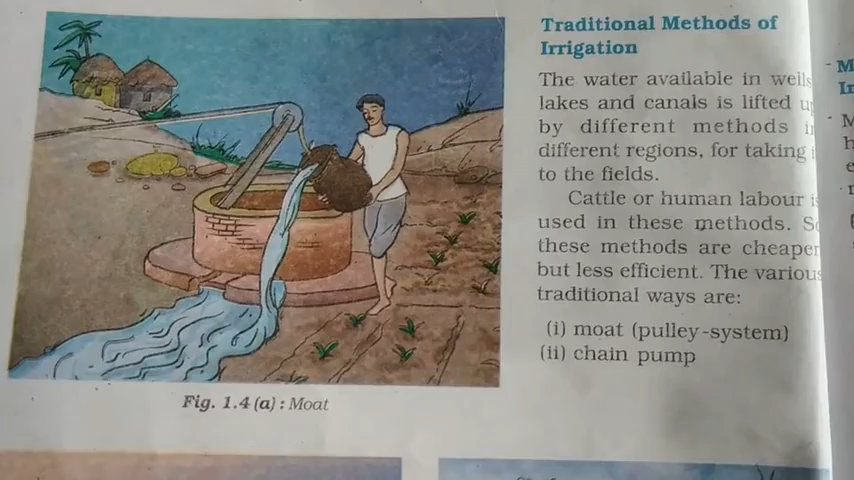 Traditional Methods of
Irrigation
The water available in wells
lakes and canals is lifted
by different methods
different regions, for taking
to the fields.
Cattle or human labour
used in these methods.
these methods are cheaper
but less efficient. The various
traditional ways are:
(i) moat (pulley-system)
(ii) chain pump
Fig. 1.4 (a) : Moat